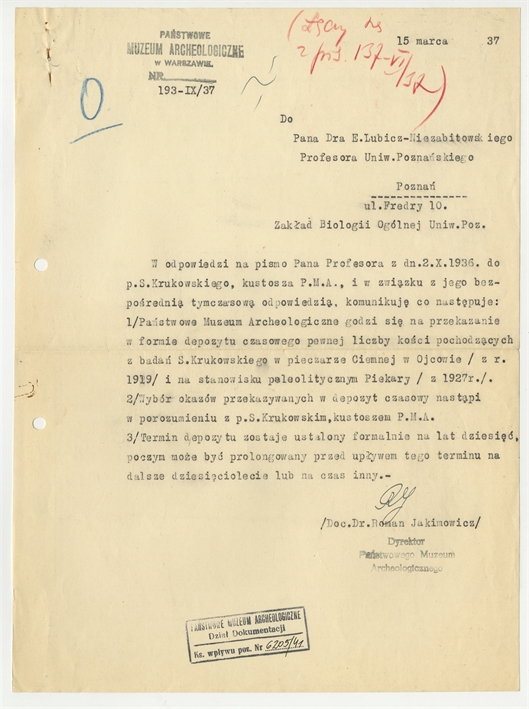 PAŃSTWOWE
MUZEUM ARCHEOLOGICZNE
w WARSZAWIE
NR.
193-IX/37
15 marca 37
z pis. 137-VI/37
O
Do
Pana Dra E.Lubicz-Niezabitowskiego
Profesora Uniw.Poznańskiego
Poznań
ul.Fredry 10.
Zakład Biologii Ogólnej Uniw.Poz.
W odpowiedzi na pismo Pana Profesora z dn.2.X.1936. do
p.S.Krukowskiego, kustosza P.M.A., i w związku z jego bez-
pośrednią tymczasową odpowiedzią, komunikuję co następuje:
1/Państwowe Muzeum Archeologiczne godzi się na przekazanie
w formie depozytu czasowego pewnej liczby kości pochodzących
z badań S.Krukowskiego w pieczarze Ciemnej w Ojcowie / z r.
1919/ i na stanowisku paleolitycznym Piekary / z 1927r./.
2/Wybór okazów przekazywanych w depozyt czasowy nastąpi
w porozumieniu z p.S.Krukowskim,kustoszem P.M.A.
3/Termin depozytu zostaje ustalony formalnie na lat dziesięć,
poczym może być prolongowany przed upływem tego terminu na
dalsze dziesięciolecie lub na czas inny.-
/Doc.Dr.Roman Jakimowicz/
Dyrektor
Państwowego Muzeum
Archeologicznego
PAŃSTWOWE MUZEUM ARCHEOLOGICZNE
Dział Dokumentacji
Ks. wpływu poz. Nr 6205/41